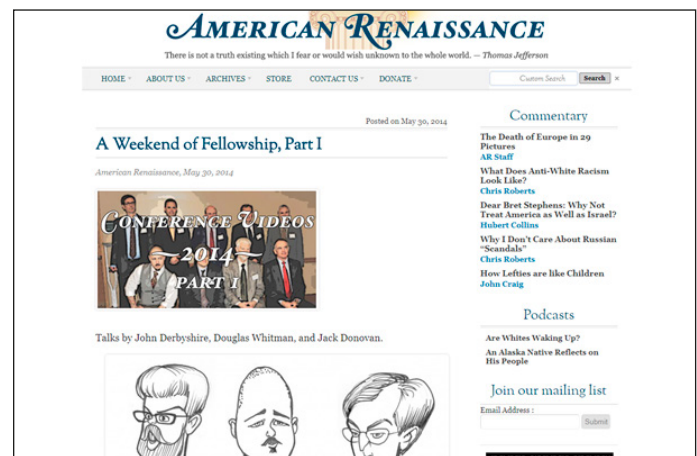 AMERICAN RENAISSANCE
There is not a truth existing which I fear or would wish unknown to the whole world. — Thomas Jefferson
HOME
ABOUT US
ARCHIVES
STORE
CONTACT US
DONATE
Custom Search
Search
×
Posted on May 30, 2014
A Weekend of Fellowship, Part I
American Renaissance, May 30, 2014
CONFERENCE VIDEOS
—2014—
PART I
Talks by John Derbyshire, Douglas Whitman, and Jack Donovan.
Commentary
The Death of Europe in 29
Pictures
AR Staff
What Does Anti-White Racism
Look Like?
Chris Roberts
Dear Bret Stephens: Why Not
Treat America as Well as Israel?
Hubert Collins
Why I Don't Care About Russian
“Scandals”
Chris Roberts
How Lefties are like Children
John Craig
Podcasts
Are Whites Waking Up?
An Alaska Native Reflects on
His People
Join our mailing list
Email Address :
Submit